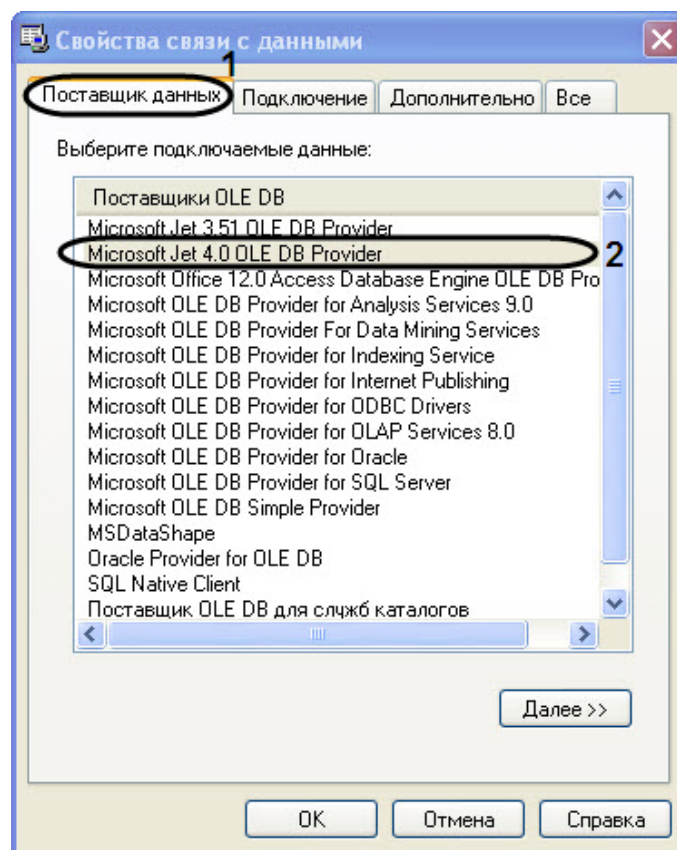 Свойства связи с данными
1
Поставщик данных Подключение Дополнительно Все
Выберите подключаемые данные:
Поставщики OLE DB
Microsoft Jet 3.51 OLE DB Provider
Microsoft Jet 4.0 OLE DB Provider
2
Microsoft Office 12.0 Access Database Engine OLE DB Pro
Microsoft OLE DB Provider for Analysis Services 9.0
Microsoft OLE DB Provider For Data Mining Services
Microsoft OLE DB Provider for Indexing Service
Microsoft OLE DB Provider for Internet Publishing
Microsoft OLE DB Provider for ODBC Drivers
Microsoft OLE DB Provider for OLAP Services 8.0
Microsoft OLE DB Provider for Oracle
Microsoft OLE DB Provider for SQL Server
Microsoft OLE DB Simple Provider
MSDataShape
Oracle Provider for OLE DB
SQL Native Client
Поставщик OLE DB для служб каталогов
Далее >>
OK Отмена Справка